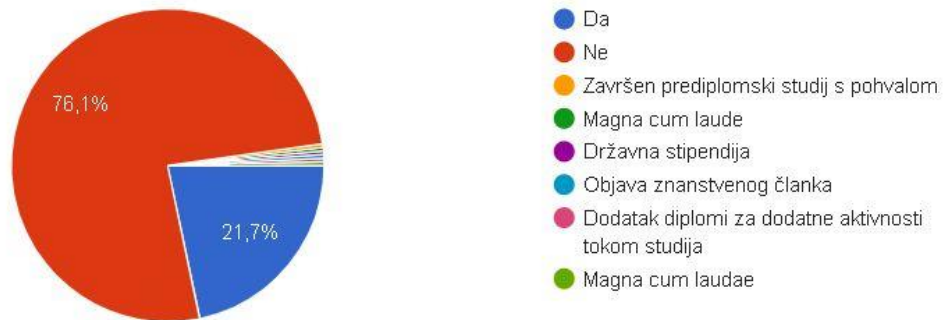 76,1%
21,7%
Da
Ne
Završen prediplomski studij s pohvalom
Magna cum laude
Državna stipendija
Objava znanstvenog članka
Dodatak diplomi za dodatne aktivnosti
tokom studija
Magna cum laudae